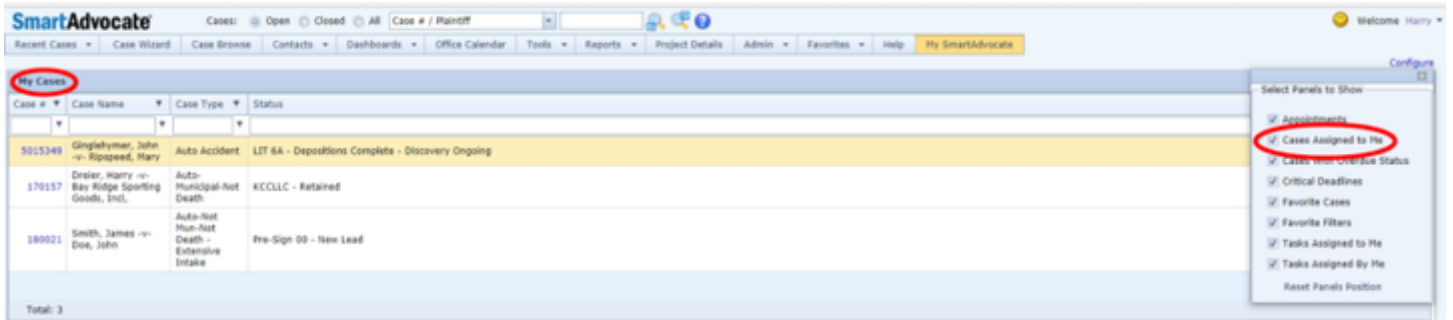 SmartAdvocate Cases: Open Closed All Case # / Plaintiff Welcome Harry
Recent Cases Case Wizard Case Browse Contacts Dashboards Office Calendar Tools Reports Project Details Admin Favorites Help My SmartAdvocate
Configure
My Cases
Select Panels to Show
Case # Case Name Case Type Status
Appointments
Cases Assigned to Me
Cases With Overdue Status
Critical Deadlines
Favorite Cases
Favorite Filters
Tasks Assigned to Me
Tasks Assigned By Me
Reset Panels Position
5015349 Ginglehymer, John Auto Accident LIT 6A - Depositions Complete - Discovery Ongoing
-v- Ripspeed, Mary
Dreier, Harry -v- Auto-
170157 Bay Ridge Sporting Municipal-Not KCCLLC - Retained
Goods, Incl. Death
Auto-Not
Mun-Not
180021 Smith, James -v- Death - Pre-Sign 00 - New Lead
Doe, John Extensive
Intake
Total: 3